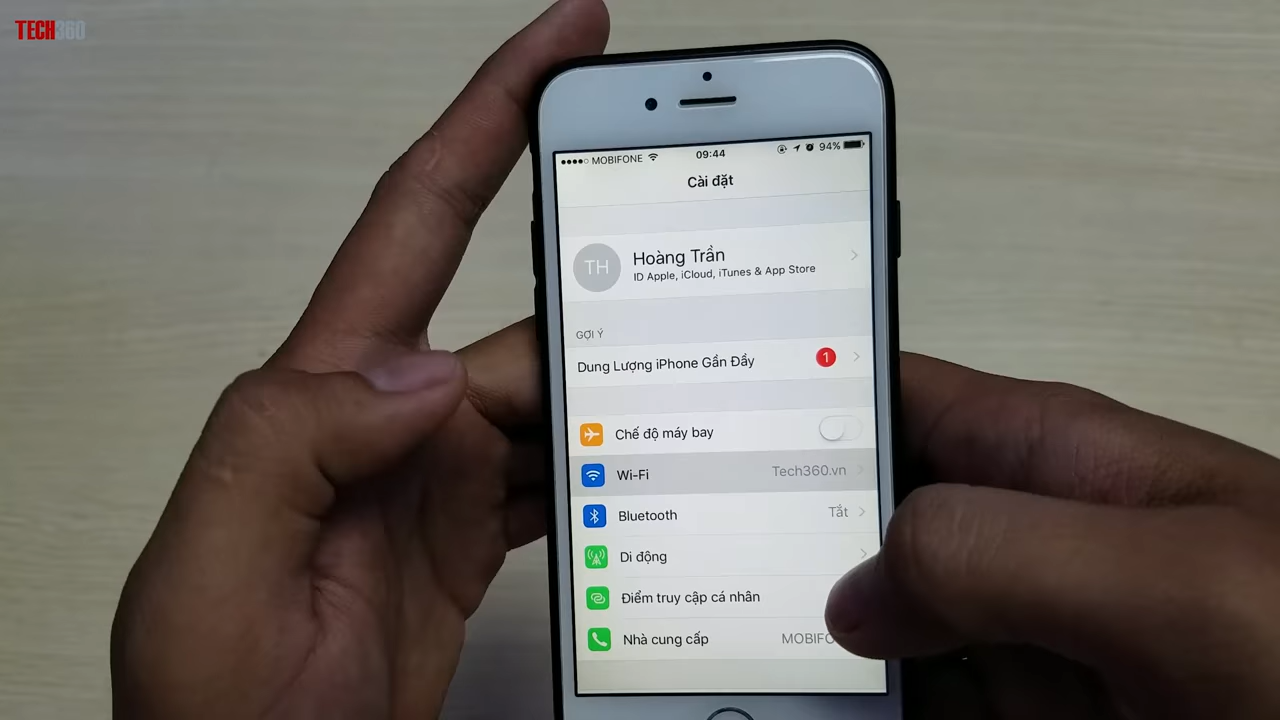 TECH360
MOBIFONE 09:44 94%
Cài đặt
TH
Hoàng Trần
ID Apple, iCloud, iTunes & App Store
GỢI Ý
Dung Lượng iPhone Gần Đầy 1
Chế độ máy bay
Wi-Fi Tech360.vn
Bluetooth Tắt
Di động
Điểm truy cập cá nhân
Nhà cung cấp MOBIFO